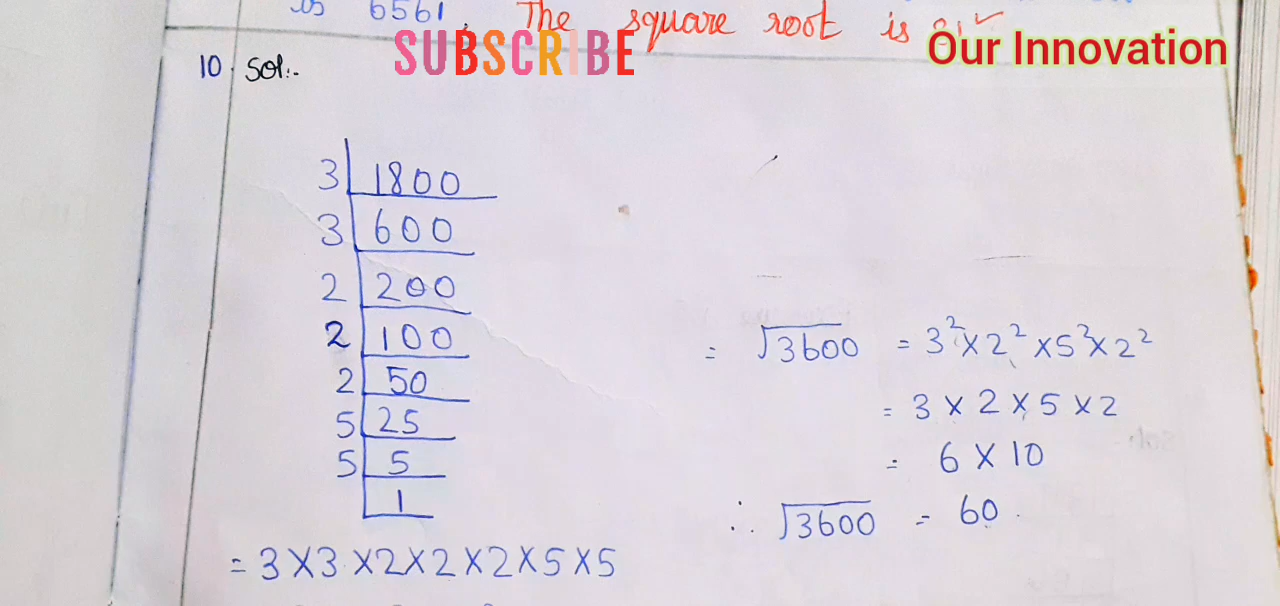 is 6561. The square root is
SUBSCRIBE
Our Innovation
10. Sol:-
3 | 1800
3 | 600
2 | 200
2 | 100
2 | 50
5 | 25
5 | 5
1
= 3 X 3 X 2 X 2 X 2 X 5 X 5
= √3600 = 3² X 2² X 5² X 2²
= 3 X 2 X 5 X 2
= 6 X 10
∴ √3600 = 60